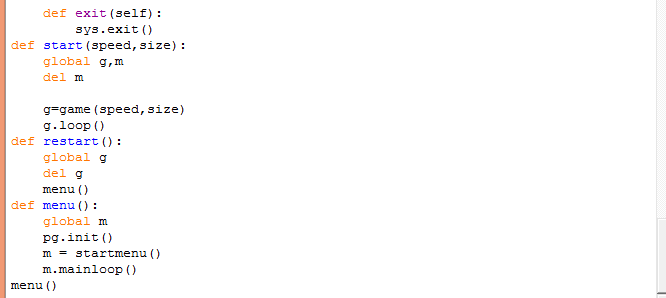 def exit(self):
        sys.exit()
def start(speed,size):
    global g,m
    del m

    g=game(speed,size)
    g.loop()
def restart():
    global g
    del g
    menu()
def menu():
    global m
    pg.init()
    m = startmenu()
    m.mainloop()
menu()